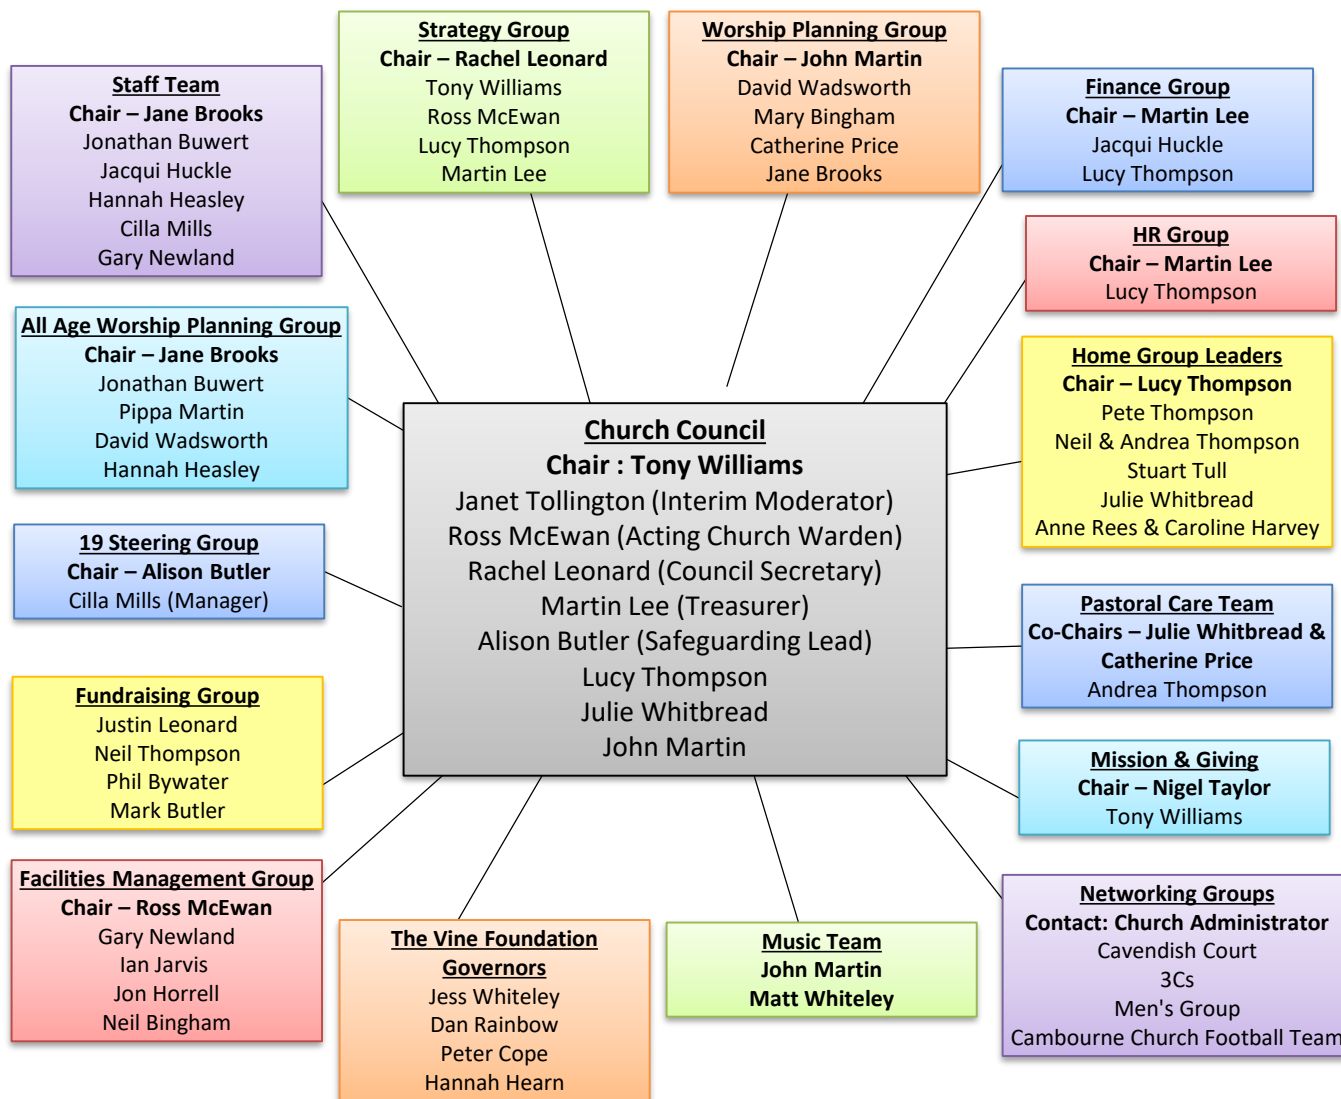 Staff Team
Chair – Jane Brooks
Jonathan Buwert
Jacqui Huckle
Hannah Heasley
Cilla Mills
Gary Newland
Strategy Group
Chair – Rachel Leonard
Tony Williams
Ross McEwan
Lucy Thompson
Martin Lee
Worship Planning Group
Chair – John Martin
David Wadsworth
Mary Bingham
Catherine Price
Jane Brooks
Finance Group
Chair – Martin Lee
Jacqui Huckle
Lucy Thompson
HR Group
Chair – Martin Lee
Lucy Thompson
All Age Worship Planning Group
Chair – Jane Brooks
Jonathan Buwert
Pippa Martin
David Wadsworth
Hannah Heasley
Home Group Leaders
Chair – Lucy Thompson
Pete Thompson
Neil & Andrea Thompson
Stuart Tull
Julie Whitbread
Anne Rees & Caroline Harvey
Church Council
Chair : Tony Williams
Janet Tollington (Interim Moderator)
Ross McEwan (Acting Church Warden)
Rachel Leonard (Council Secretary)
Martin Lee (Treasurer)
Alison Butler (Safeguarding Lead)
Lucy Thompson
Julie Whitbread
John Martin
19 Steering Group
Chair – Alison Butler
Cilla Mills (Manager)
Pastoral Care Team
Co-Chairs – Julie Whitbread &
Catherine Price
Andrea Thompson
Fundraising Group
Justin Leonard
Neil Thompson
Phil Bywater
Mark Butler
Mission & Giving
Chair – Nigel Taylor
Tony Williams
Facilities Management Group
Chair – Ross McEwan
Gary Newland
Ian Jarvis
Jon Horrell
Neil Bingham
The Vine Foundation
Governors
Jess Whiteley
Dan Rainbow
Peter Cope
Hannah Hearn
Music Team
John Martin
Matt Whiteley
Networking Groups
Contact: Church Administrator
Cavendish Court
3Cs
Men's Group
Cambourne Church Football Team